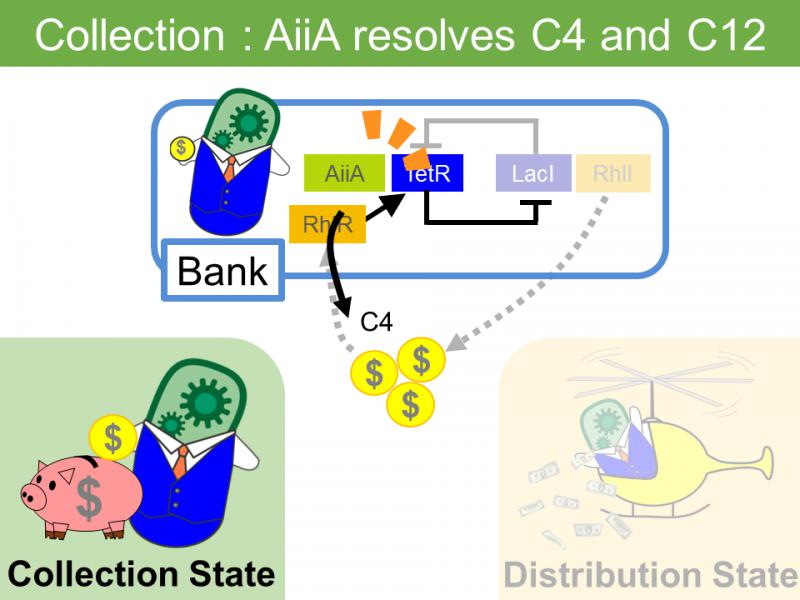 Collection : AiiA resolves C4 and C12
$
AiiA
TetR
LacI
RhlI
RhlR
Bank
C4
$
$
$
$
$
Collection State
Distribution State